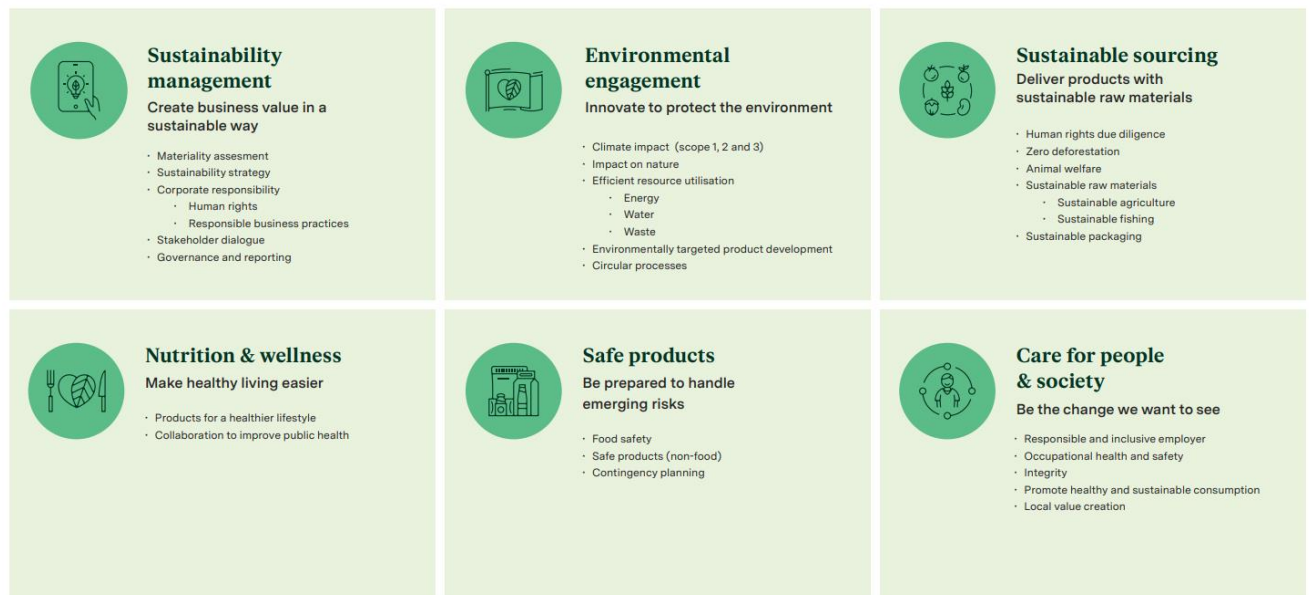 Sustainability
management
Create business value in a
sustainable way
· Materiality assesment
· Sustainability strategy
· Corporate responsibility
· Human rights
· Responsible business practices
· Stakeholder dialogue
· Governance and reporting
Environmental
engagement
Innovate to protect the environment
· Climate impact (scope 1, 2 and 3)
· Impact on nature
· Efficient resource utilisation
· Energy
· Water
· Waste
· Environmentally targeted product development
· Circular processes
Sustainable sourcing
Deliver products with
sustainable raw materials
· Human rights due diligence
· Zero deforestation
· Animal welfare
· Sustainable raw materials
· Sustainable agriculture
· Sustainable fishing
· Sustainable packaging
Nutrition & wellness
Make healthy living easier
· Products for a healthier lifestyle
· Collaboration to improve public health
Safe products
Be prepared to handle
emerging risks
· Food safety
· Safe products (non-food)
· Contingency planning
Care for people
& society
Be the change we want to see
· Responsible and inclusive employer
· Occupational health and safety
· Integrity
· Promote healthy and sustainable consumption
· Local value creation